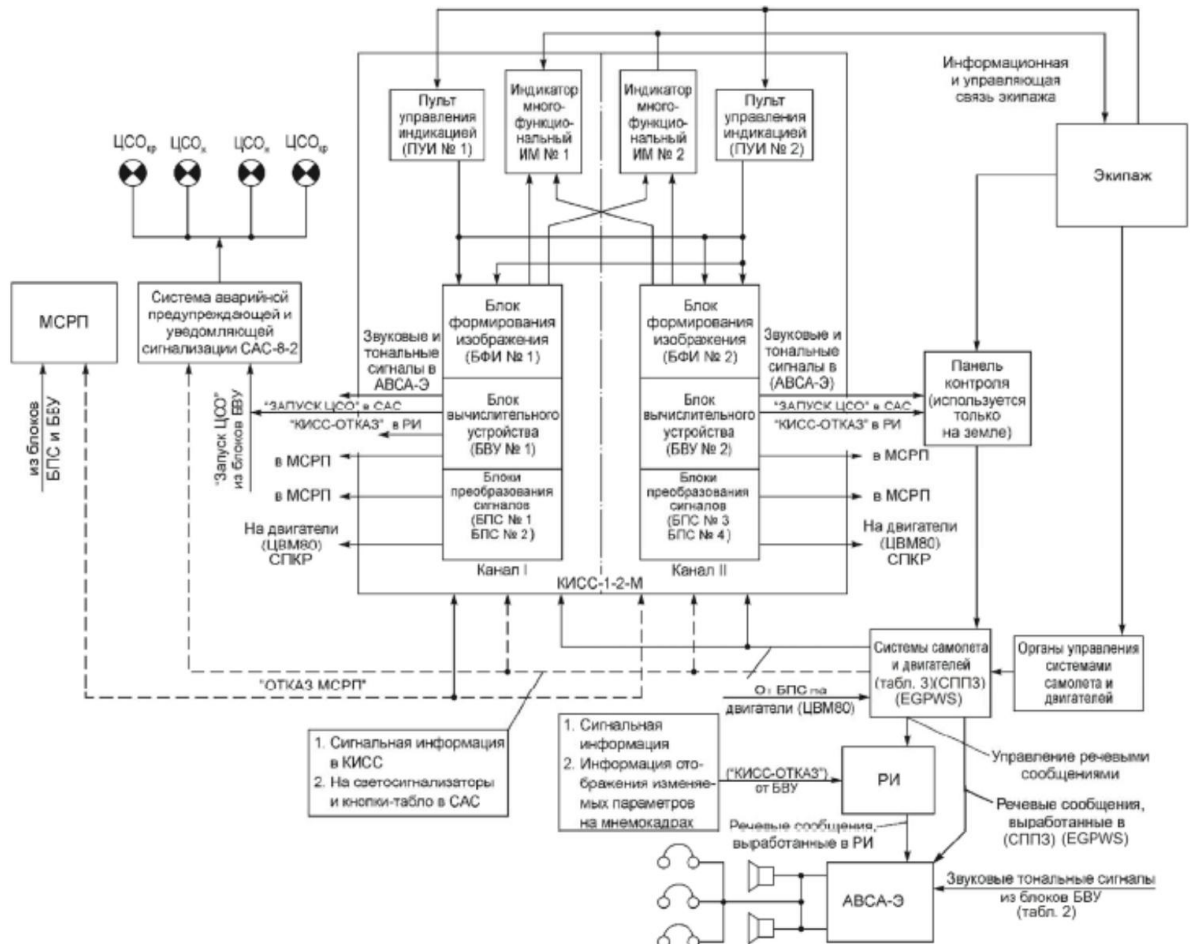 Информационная
и управляющая
связь экипажа
Пульт
управления
индикацией
(ПУИ № 1)
Индикатор
много-
функцио-
нальный
ИМ № 1
Индикатор
много-
функцио-
нальный
ИМ № 2
Пульт
управления
индикацией
(ПУИ № 2)
Экипаж
ЦСОкр
ЦСОж
ЦСОж
ЦСОкр
МСРП
Система аварийной
предупреждающей и
уведомляющей
сигнализации САС-8-2
Звуковые и
тональные
сигналы в
АВСА-Э
Блок
формирования
изображения
(БФИ № 1)
Блок
формирования
изображения
(БФИ № 2)
Звуковые и
тональные
сигналы в
(АВСА-Э)
Панель
контроля
(используется
только
на земле)
из блоков
БПС и БВУ
"Запуск ЦСО"
из блоков БВУ
"ЗАПУСК ЦСО" в САС
"КИСС-ОТКАЗ" в РИ
в МСРП
Блок
вычислительного
устройства
(БВУ № 1)
Блок
вычислительного
устройства
(БВУ № 2)
"ЗАПУСК ЦСО" в САС
"КИСС-ОТКАЗ" в РИ
в МСРП
в МСРП
На двигатели
(ЦВМ80)
СПКР
Блоки
преобразования
сигналов
(БПС № 1
БПС № 2)
Блоки
преобразования
сигналов
(БПС № 3
БПС № 4)
в МСРП
На двигатели
(ЦВМ80)
СПКР
Канал I
Канал II
КИСС-1-2-М
"ОТКАЗ МСРП"
Системы самолета
и двигателей
(табл. 3)(СППЗ)
(EGPWS)
Органы управления
системами
самолета и
двигателей
От БПС на
двигатели (ЦВМ80)
1. Сигнальная информация
в КИСС
2. На светосигнализаторы
и кнопки-табло в САС
1. Сигнальная
информация
2. Информация ото-
бражения изменяе-
мых параметров
на мнемокадрах
("КИСС-ОТКАЗ")
от БВУ
РИ
Управление речевыми
сообщениями
Речевые сообщения,
выработанные в
(СППЗ) (EGPWS)
Речевые сообщения,
выработанные в РИ
АВСА-Э
Звуковые тональные сигналы
из блоков БВУ
(табл. 2)